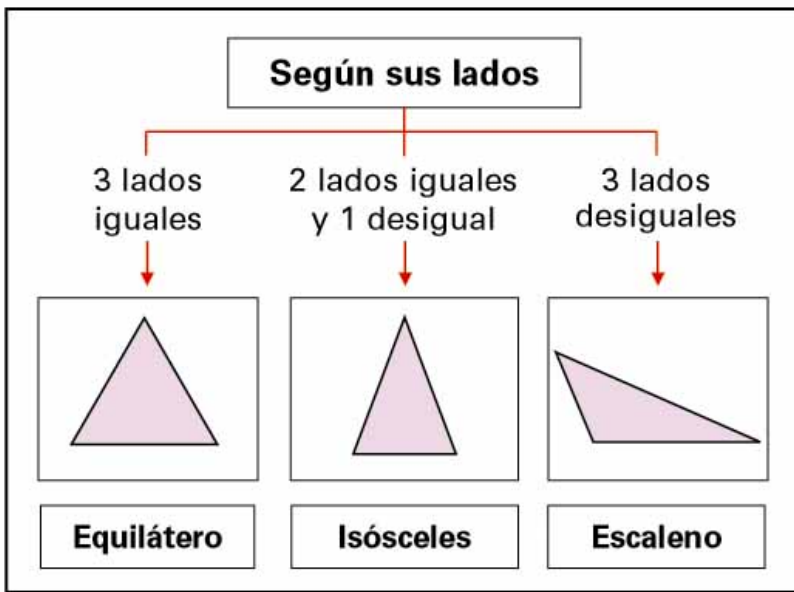 Según sus lados
3 lados
iguales
2 lados iguales
y 1 desigual
3 lados
desiguales
Equilátero
Isósceles
Escaleno